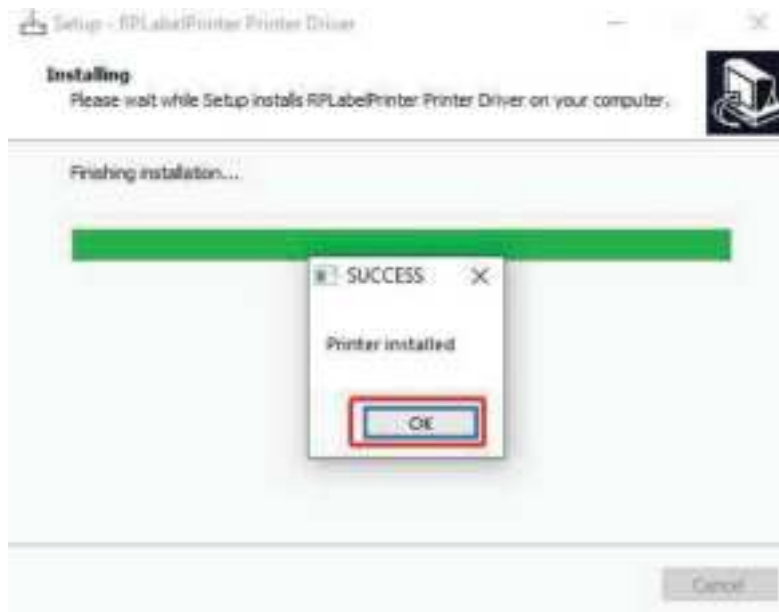 Setup - RPLabelPrinter Printer Driver
Installing
Please wait while Setup installs RPLabelPrinter Printer Driver on your computer.
Finishing installation...
SUCCESS
Printer installed
OK
Cancel